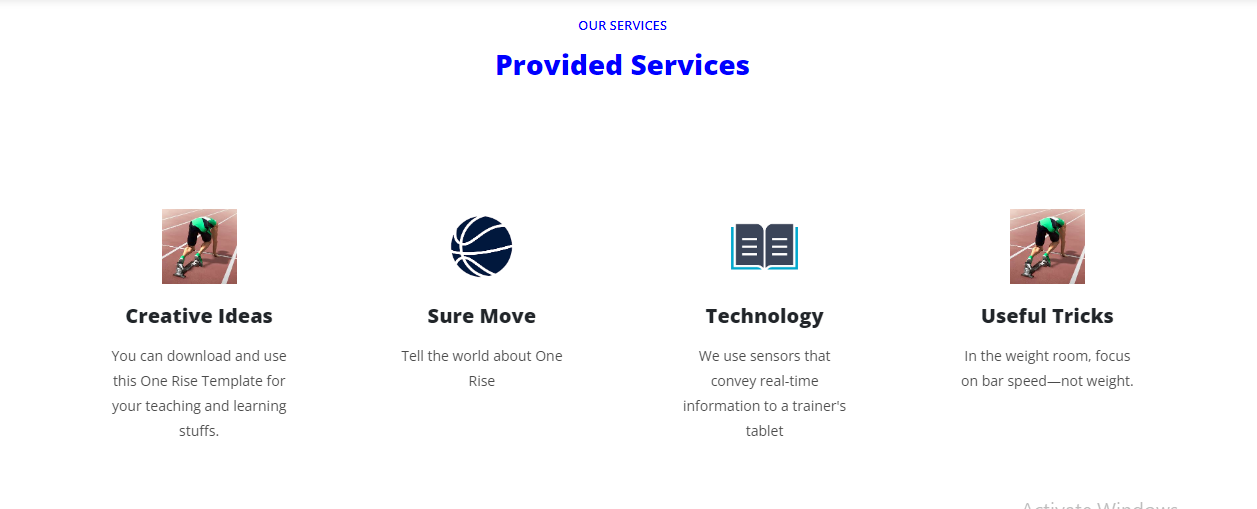 OUR SERVICES
Provided Services
Creative Ideas
You can download and use
this One Rise Template for
your teaching and learning
stuffs.
Sure Move
Tell the world about One
Rise
Technology
We use sensors that
convey real-time
information to a trainer's
tablet
Useful Tricks
In the weight room, focus
on bar speed—not weight.
Activate Windows